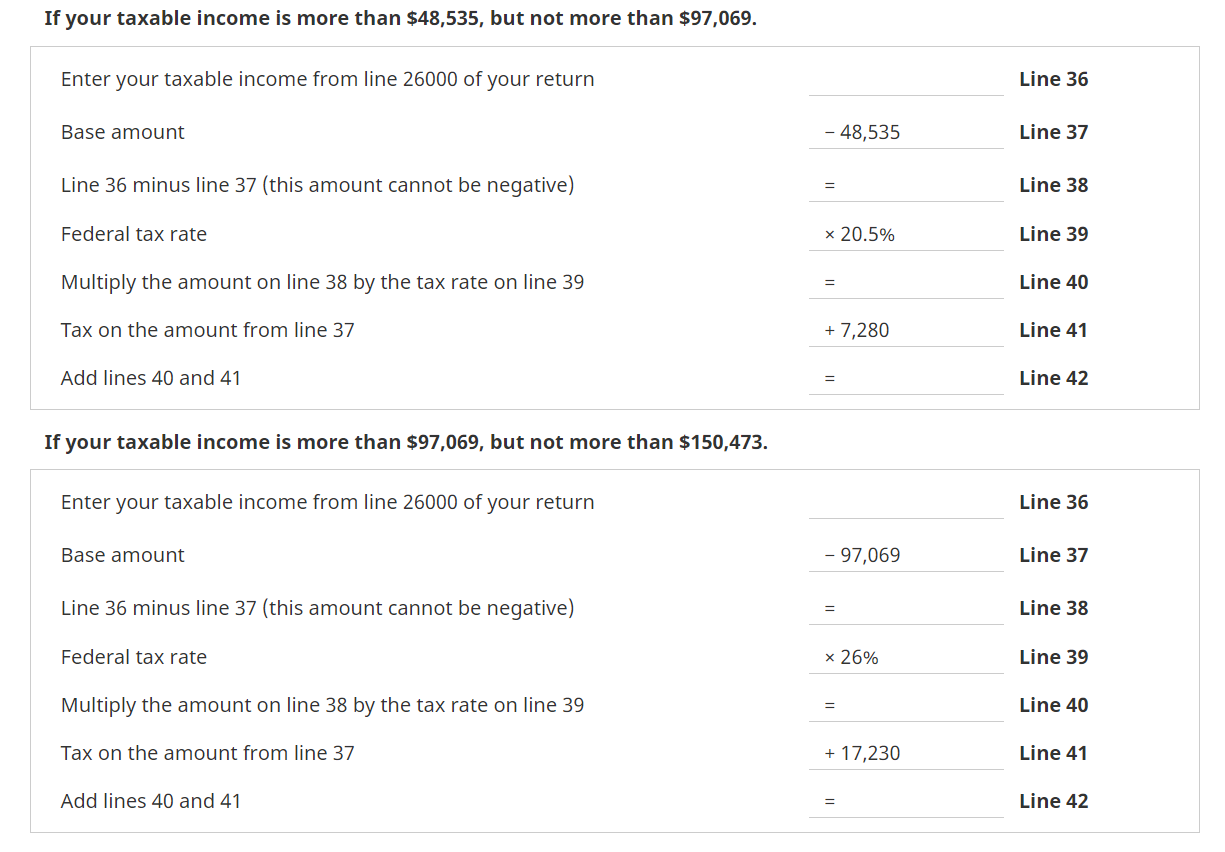 If your taxable income is more than $48,535, but not more than $97,069.
Enter your taxable income from line 26000 of your return Line 36
Base amount − 48,535 Line 37
Line 36 minus line 37 (this amount cannot be negative) = Line 38
Federal tax rate × 20.5% Line 39
Multiply the amount on line 38 by the tax rate on line 39 = Line 40
Tax on the amount from line 37 + 7,280 Line 41
Add lines 40 and 41 = Line 42
If your taxable income is more than $97,069, but not more than $150,473.
Enter your taxable income from line 26000 of your return Line 36
Base amount − 97,069 Line 37
Line 36 minus line 37 (this amount cannot be negative) = Line 38
Federal tax rate × 26% Line 39
Multiply the amount on line 38 by the tax rate on line 39 = Line 40
Tax on the amount from line 37 + 17,230 Line 41
Add lines 40 and 41 = Line 42